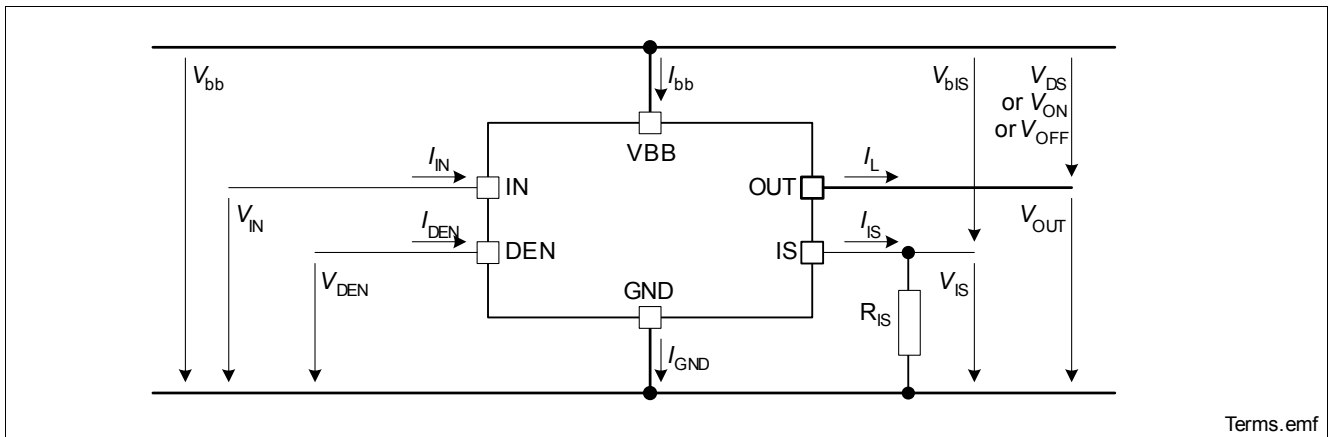 Vbb
Ibb
VbIS
VDS
or VON
or VOFF
VBB
IIN
IN
OUT
IL
VIN
IDEN
DEN
IS
IIS
VOUT
VDEN
GND
VIS
RIS
IGND
Terms.emf